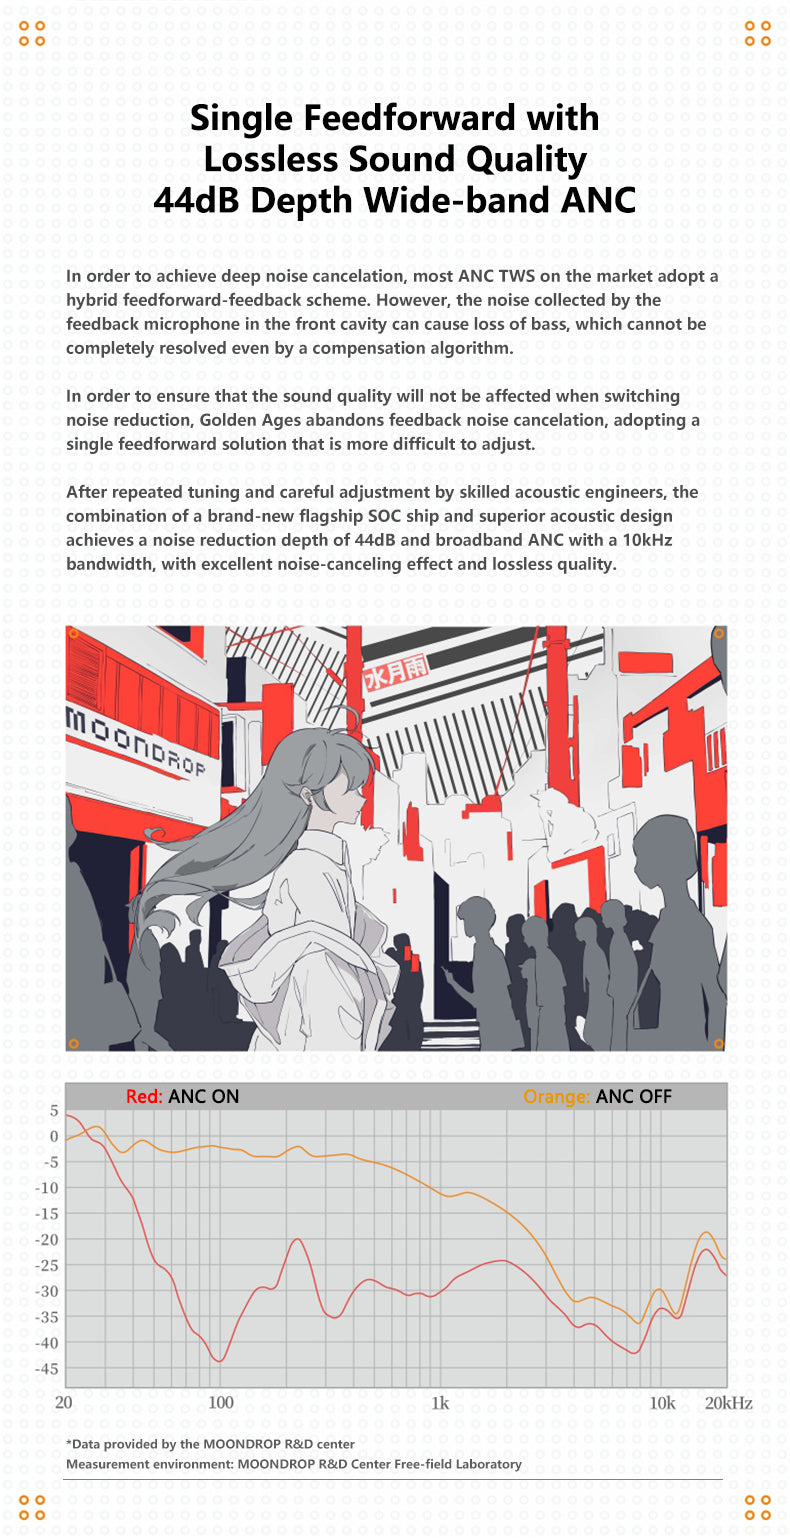 Single Feedforward with
Lossless Sound Quality
44dB Depth Wide-band ANC
In order to achieve deep noise cancelation, most ANC TWS on the market adopt a
hybrid feedforward-feedback scheme. However, the noise collected by the
feedback microphone in the front cavity can cause loss of bass, which cannot be
completely resolved even by a compensation algorithm.
In order to ensure that the sound quality will not be affected when switching
noise reduction, Golden Ages abandons feedback noise cancelation, adopting a
single feedforward solution that is more difficult to adjust.
After repeated tuning and careful adjustment by skilled acoustic engineers, the
combination of a brand-new flagship SOC ship and superior acoustic design
achieves a noise reduction depth of 44dB and broadband ANC with a 10kHz
bandwidth, with excellent noise-canceling effect and lossless quality.
水月雨
MOONDROP
Red: ANC ON
Orange: ANC OFF
5
0
-5
-10
-15
-20
-25
-30
-35
-40
-45
20
100
1k
10k
20kHz
*Data provided by the MOONDROP R&D center
Measurement environment: MOONDROP R&D Center Free-field Laboratory